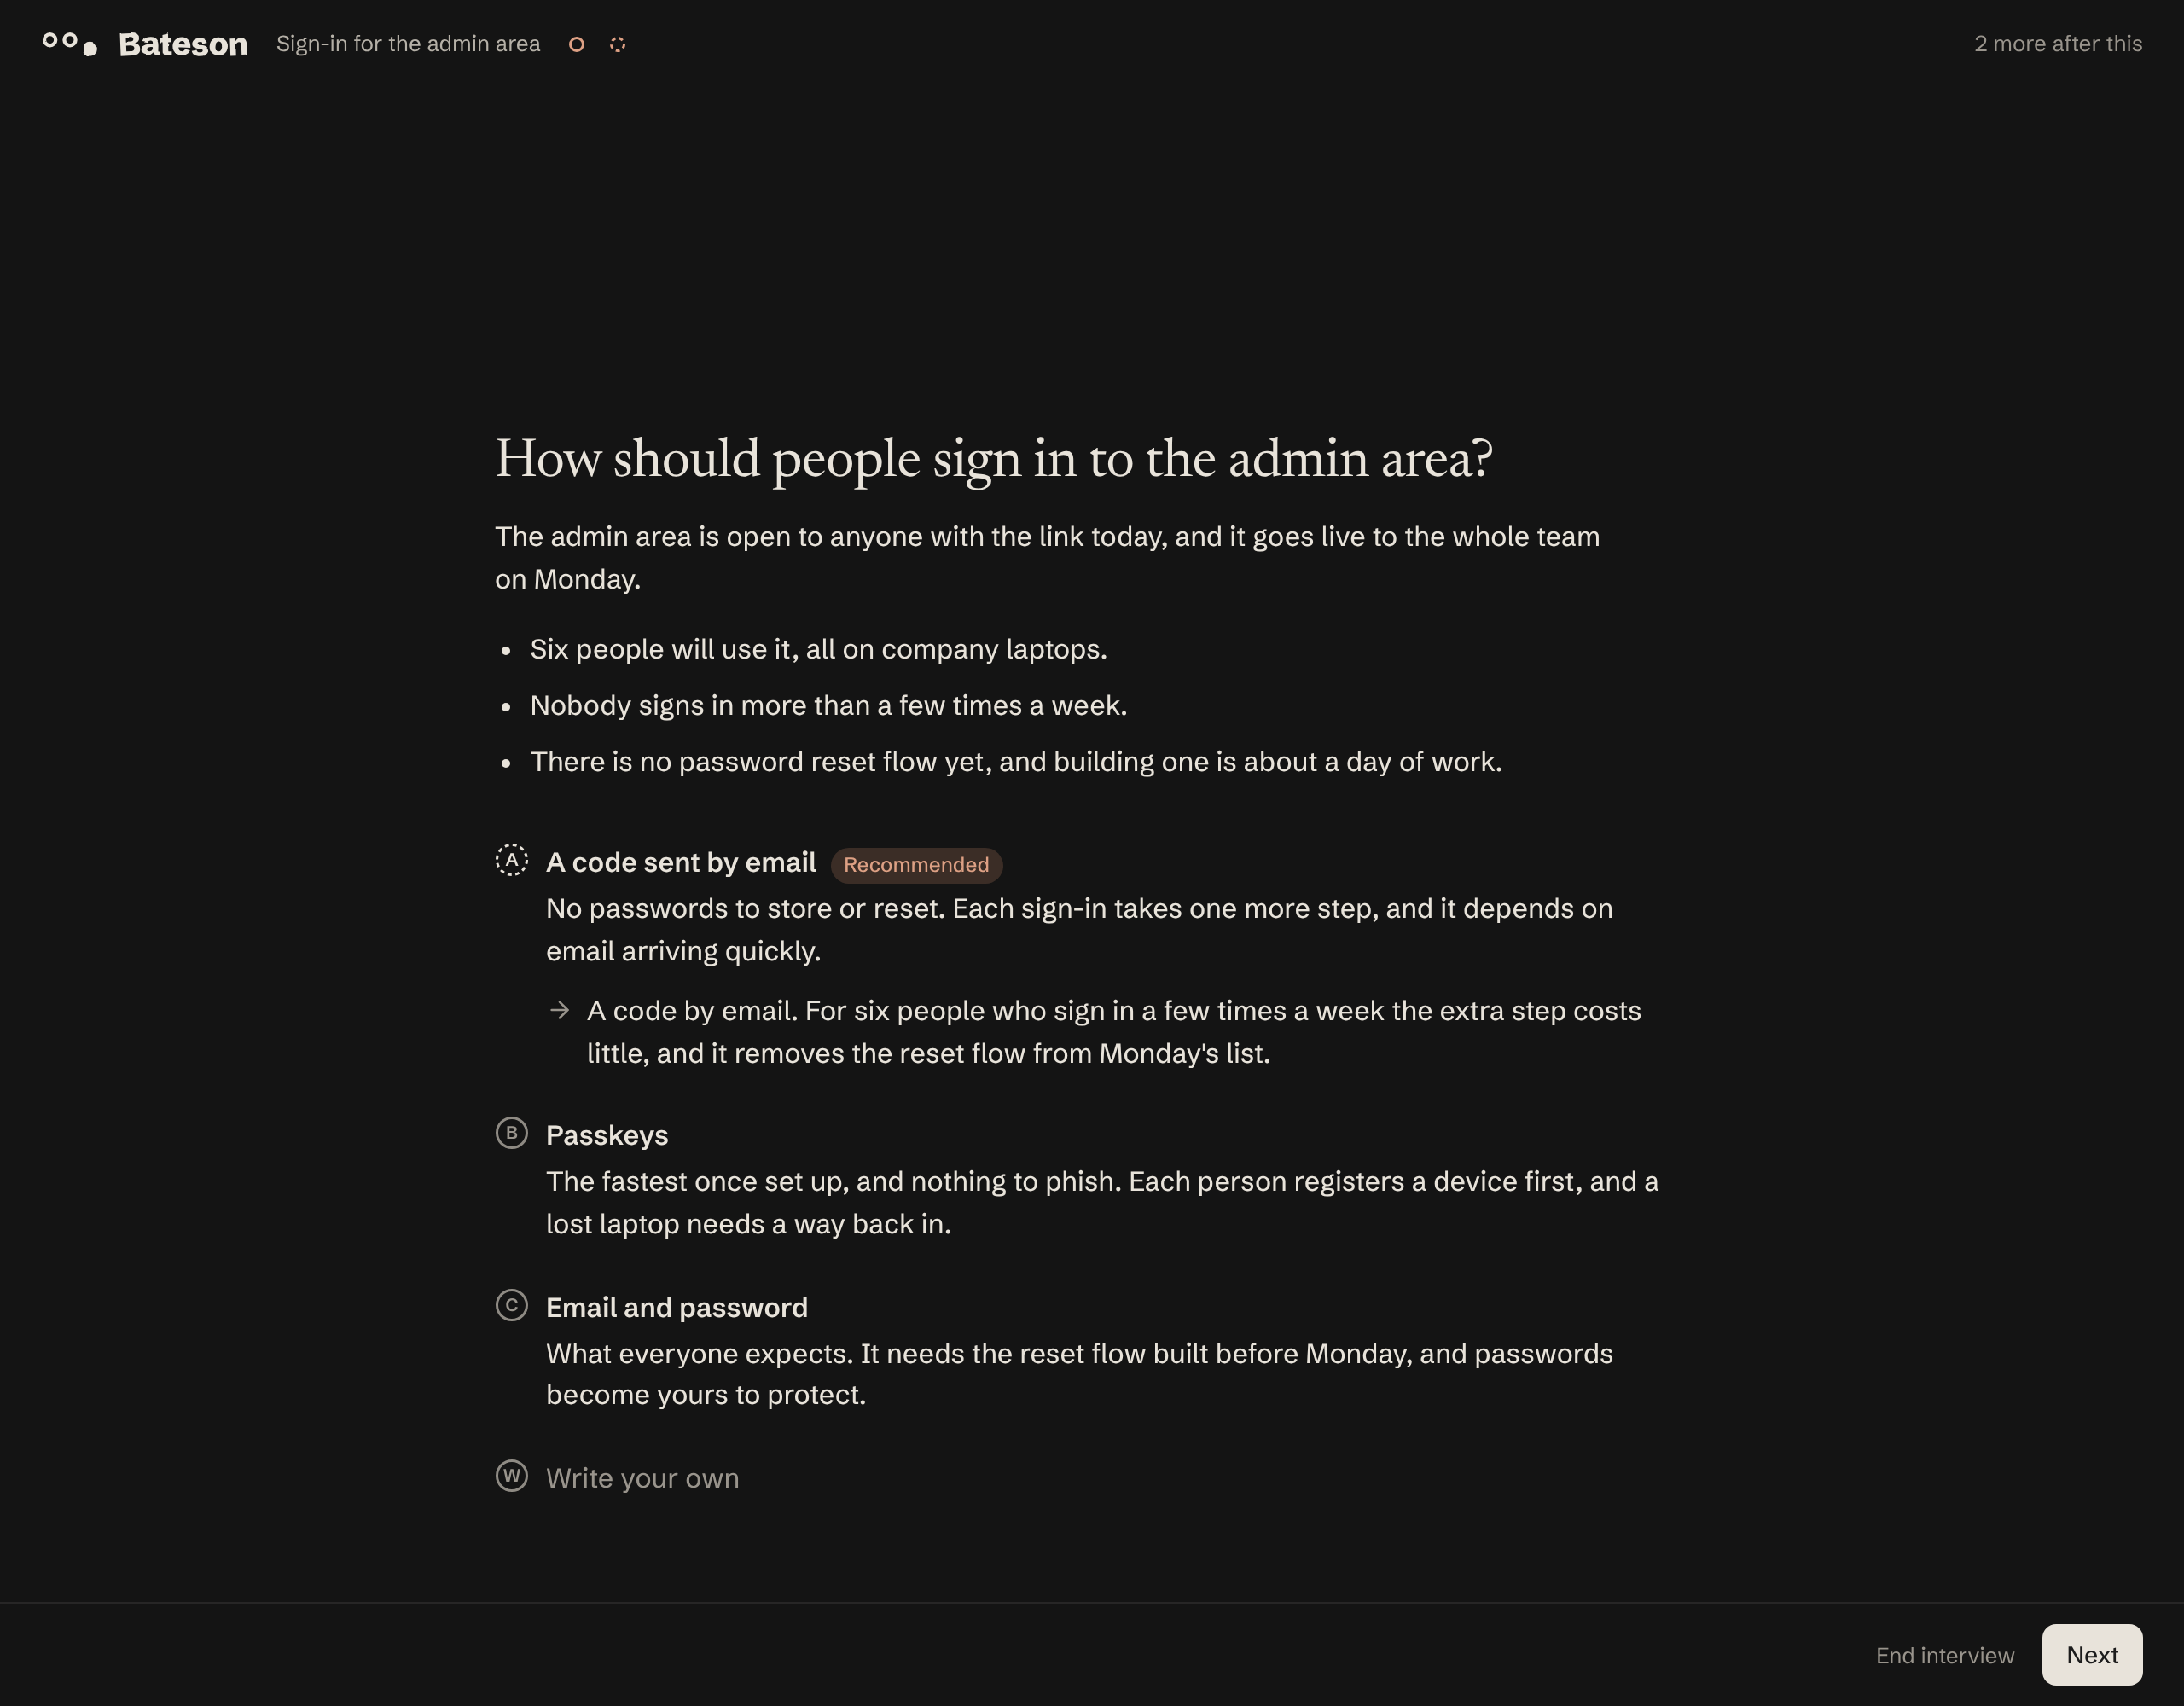 Bateson
Sign-in for the admin area
2 more after this
How should people sign in to the admin area?
The admin area is open to anyone with the link today, and it goes live to the whole team
on Monday.
• Six people will use it, all on company laptops.
• Nobody signs in more than a few times a week.
• There is no password reset flow yet, and building one is about a day of work.
A A code sent by email Recommended
No passwords to store or reset. Each sign-in takes one more step, and it depends on
email arriving quickly.
→ A code by email. For six people who sign in a few times a week the extra step costs
little, and it removes the reset flow from Monday's list.
B Passkeys
The fastest once set up, and nothing to phish. Each person registers a device first, and a
lost laptop needs a way back in.
C Email and password
What everyone expects. It needs the reset flow built before Monday, and passwords
become yours to protect.
W Write your own
End interview
Next